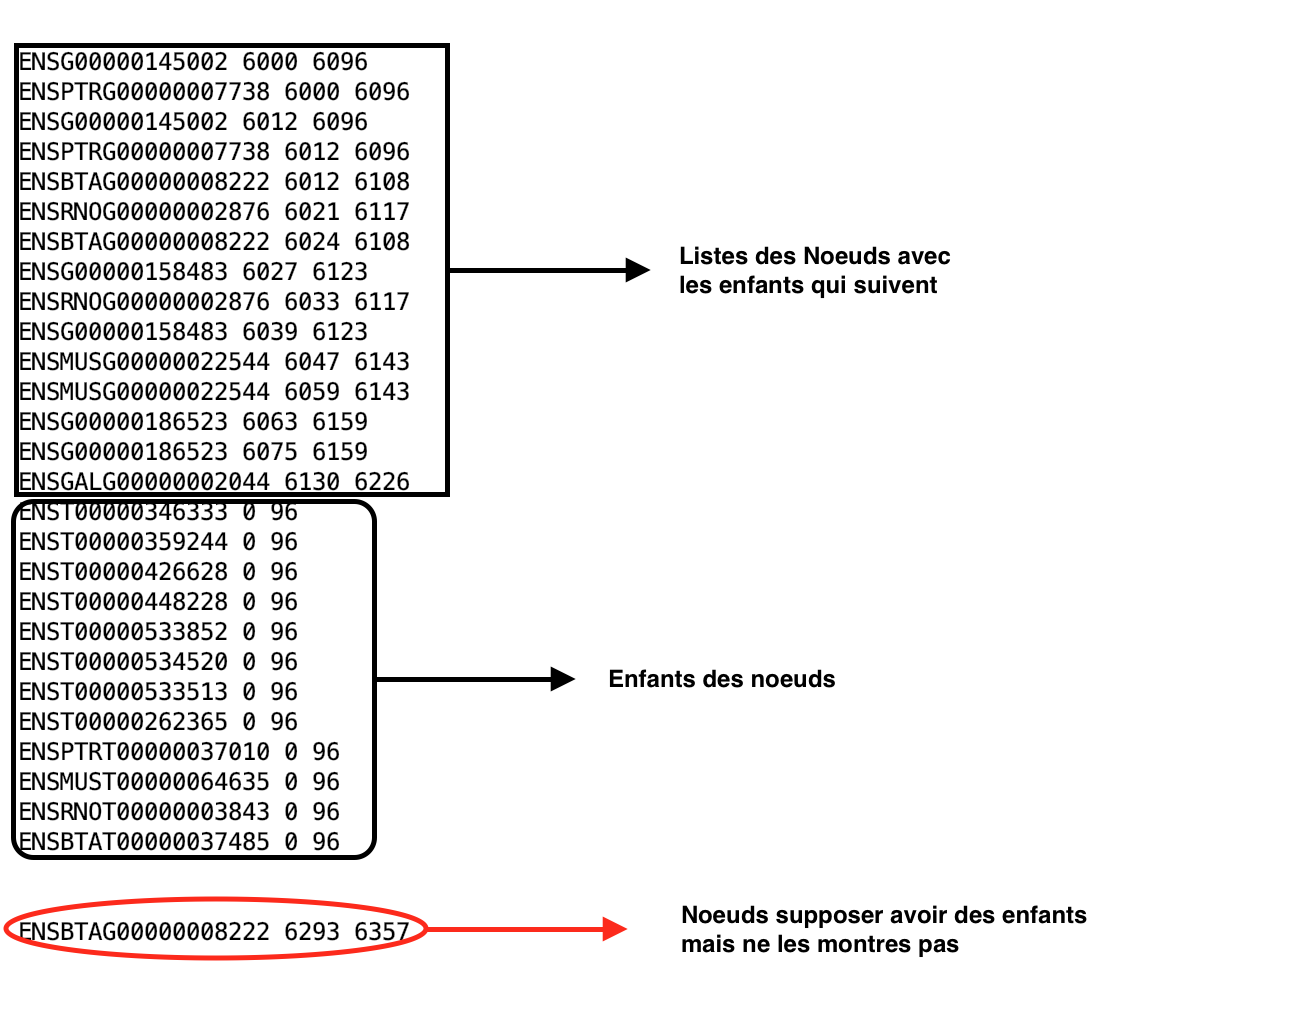 ENSG00000145002 6000 6096
ENSPTRG00000007738 6000 6096
ENSG00000145002 6012 6096
ENSPTRG00000007738 6012 6096
ENSBTAG00000008222 6012 6108
ENSRNOG00000002876 6021 6117
ENSBTAG00000008222 6024 6108
ENSG00000158483 6027 6123
ENSRNOG00000002876 6033 6117
ENSG00000158483 6039 6123
ENSMUSG00000022544 6047 6143
ENSMUSG00000022544 6059 6143
ENSG00000186523 6063 6159
ENSG00000186523 6075 6159
ENSGALG00000002044 6130 6226
Listes des Noeuds avec
les enfants qui suivent
ENST00000346333 0 96
ENST00000359244 0 96
ENST00000426628 0 96
ENST00000448228 0 96
ENST00000533852 0 96
ENST00000534520 0 96
ENST00000533513 0 96
ENST00000262365 0 96
ENSPTRT00000037010 0 96
ENSMUST00000064635 0 96
ENSRNOT00000003843 0 96
ENSBTAT00000037485 0 96
Enfants des noeuds
ENSBTAG00000008222 6293 6357
Noeuds supposer avoir des enfants
mais ne les montres pas